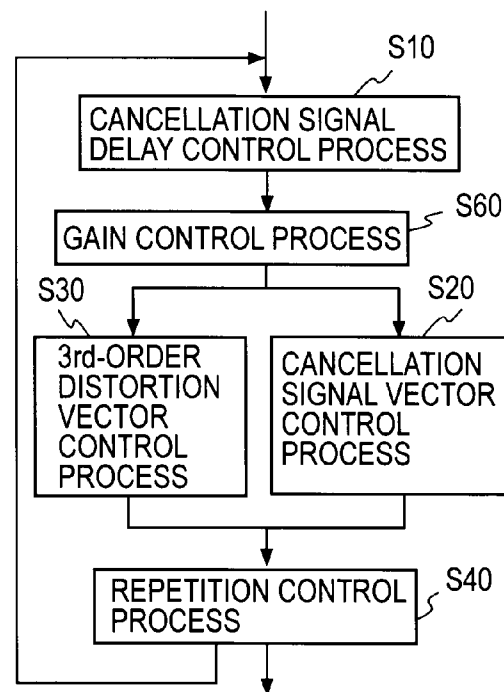 S10
CANCELLATION SIGNAL
DELAY CONTROL PROCESS
S60
GAIN CONTROL PROCESS
S30
3rd-ORDER
DISTORTION
VECTOR
CONTROL
PROCESS
S20
CANCELLATION
SIGNAL VECTOR
CONTROL
PROCESS
S40
REPETITION CONTROL
PROCESS